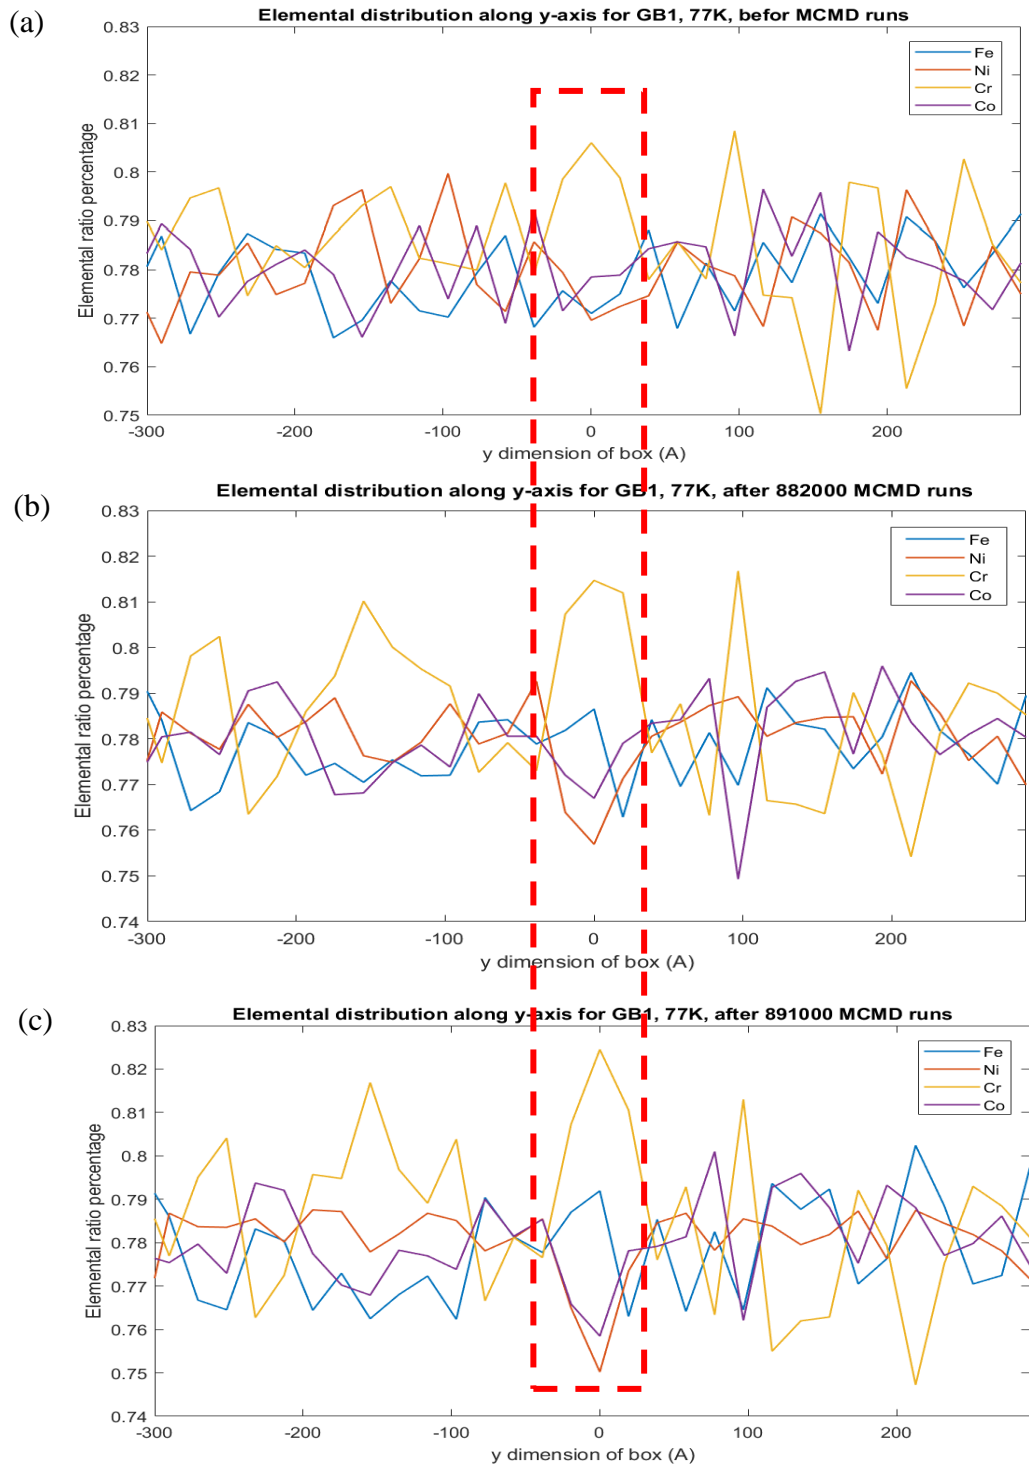 (a)
Elemental distribution along y-axis for GB1, 77K, befor MCMD runs
0.83
0.82
0.81
0.8
0.79
0.78
0.77
0.76
0.75
Elemental ratio percentage
Fe
Ni
Cr
Co
-300 -200 -100 0 100 200
y dimension of box (A)
(b)
Elemental distribution along y-axis for GB1, 77K, after 882000 MCMD runs
0.83
0.82
0.81
0.8
0.79
0.78
0.77
0.76
0.75
0.74
Elemental ratio percentage
Fe
Ni
Cr
Co
-300 -200 -100 0 100 200
y dimension of box (A)
(c)
Elemental distribution along y-axis for GB1, 77K, after 891000 MCMD runs
0.83
0.82
0.81
0.8
0.79
0.78
0.77
0.76
0.75
0.74
Elemental ratio percentage
Fe
Ni
Cr
Co
-300 -200 -100 0 100 200
y dimension of box (A)